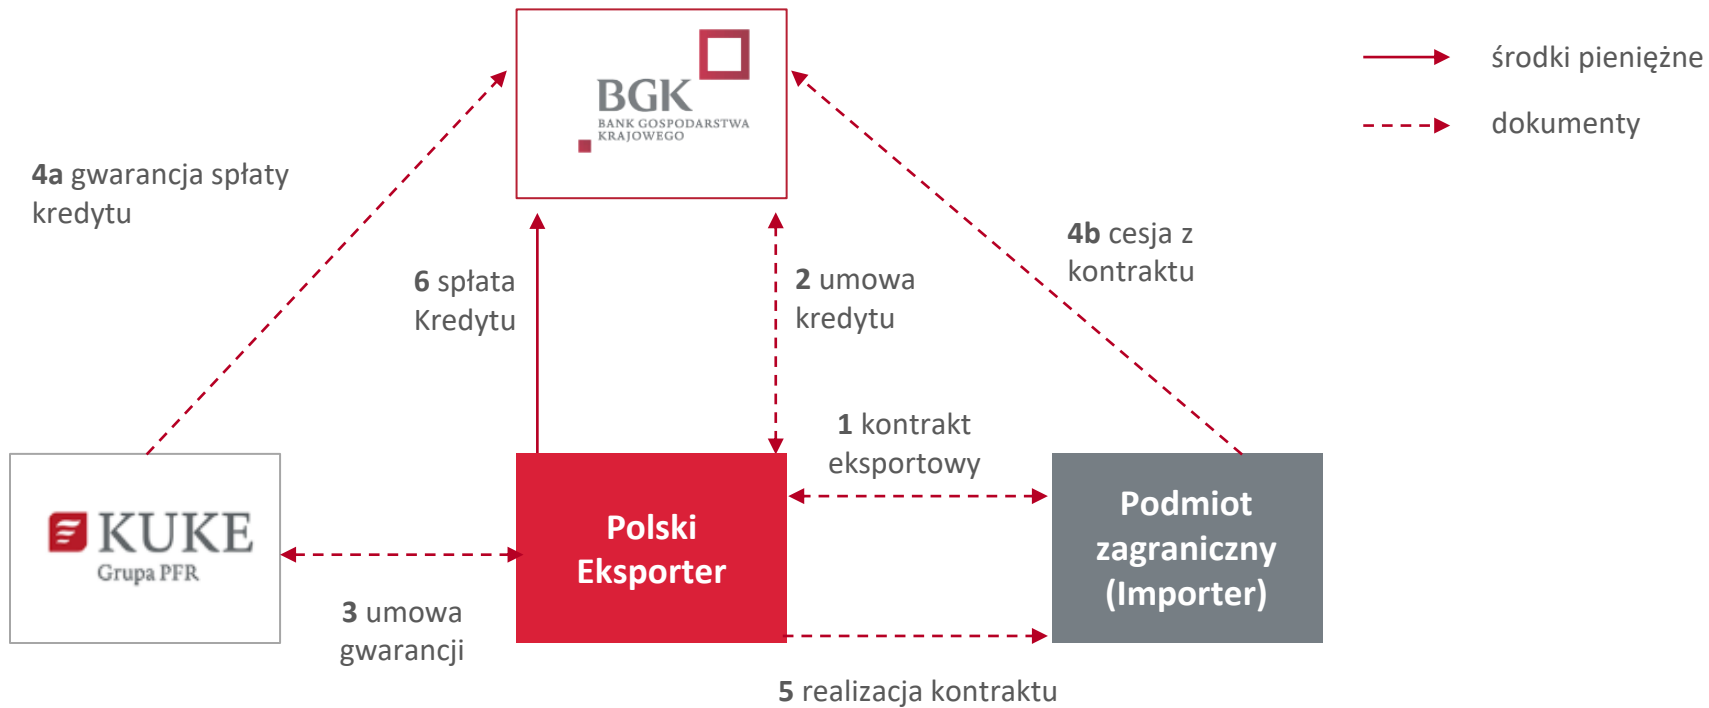 BGK
BANK GOSPODARSTWA
KRAJOWEGO
środki pieniężne
dokumenty
4a gwarancja spłaty
kredytu
4b cesja z
kontraktu
6 spłata
Kredytu
2 umowa
kredytu
1 kontrakt
eksportowy
KUKE
Grupa PFR
Polski
Eksporter
Podmiot
zagraniczny
(Importer)
3 umowa
gwarancji
5 realizacja kontraktu